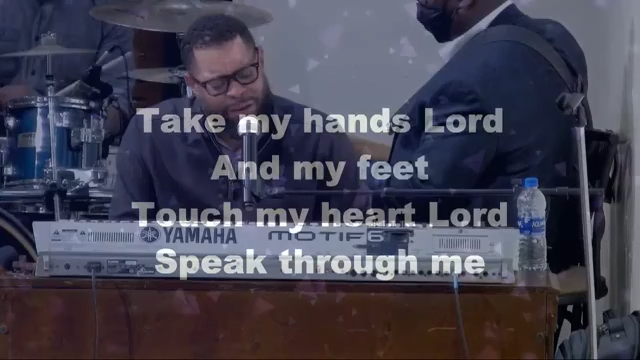 Take my hands Lord
And my feet
Touch my heart Lord
YAMAHA MOTIF6
Speak through me